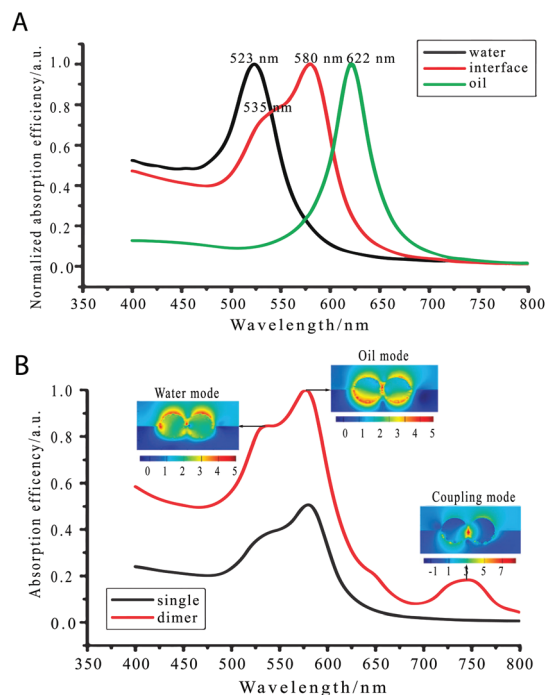 A
523 nm
580 nm
622 nm
535 nm
water
interface
oil
Normalized absorption efficiency/a.u.
1.0
0.8
0.6
0.4
0.2
0.0
350 400 450 500 550 600 650 700 750 800
Wavelength/nm
B
Oil mode
0 1 2 3 4 5
Water mode
0 1 2 3 4 5
Coupling mode
-1 1 3 5 7
single
dimer
Absorption efficency/a.u.
1.0
0.8
0.6
0.4
0.2
0.0
350 400 450 500 550 600 650 700 750 800
Wavelength/nm